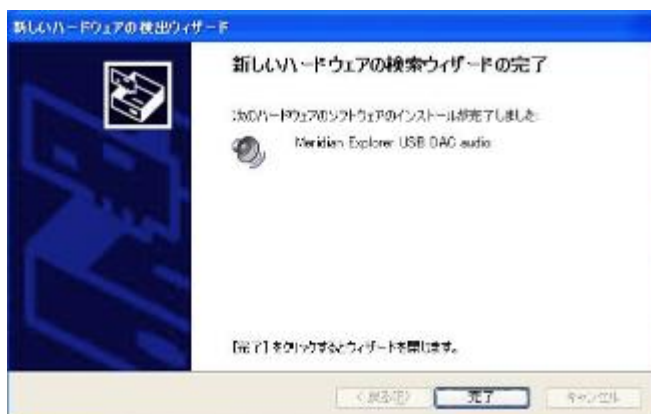 新しいハードウェアの検出ウィザード
新しいハードウェアの検索ウィザードの完了
次のハードウェアのソフトウェアのインストールが完了しました:
Meridian Explorer USB DAC audio
[完了] をクリックするとウィザードを閉じます。
< 戻る(B)
完了
キャンセル